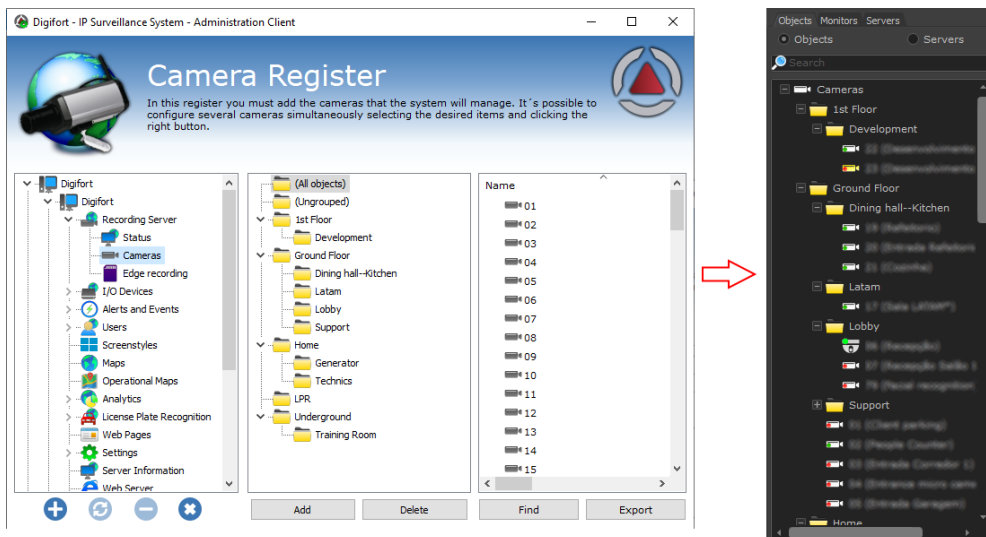 Digifort - IP Surveillance System - Administration Client
Camera Register
In this register you must add the cameras that the system will manage. It´s possible to
configure several cameras simultaneously selecting the desired items and clicking the
right button.
Digifort
Digifort
Recording Server
Status
Cameras
Edge recording
I/O Devices
Alerts and Events
Users
Screenstyles
Maps
Operational Maps
Analytics
License Plate Recognition
Web Pages
Settings
Server Information
Web Server
(All objects)
(Ungrouped)
1st Floor
Development
Ground Floor
Dining hall--Kitchen
Latam
Lobby
Support
Home
Generator
Technics
LPR
Underground
Training Room
Name
01
02
03
04
05
06
07
08
09
10
11
12
13
14
15
Add
Delete
Find
Export
Objects Monitors Servers
Objects
Servers
Search
Cameras
1st Floor
Development
Ground Floor
Dining hall--Kitchen
Latam
Lobby
Support
Home